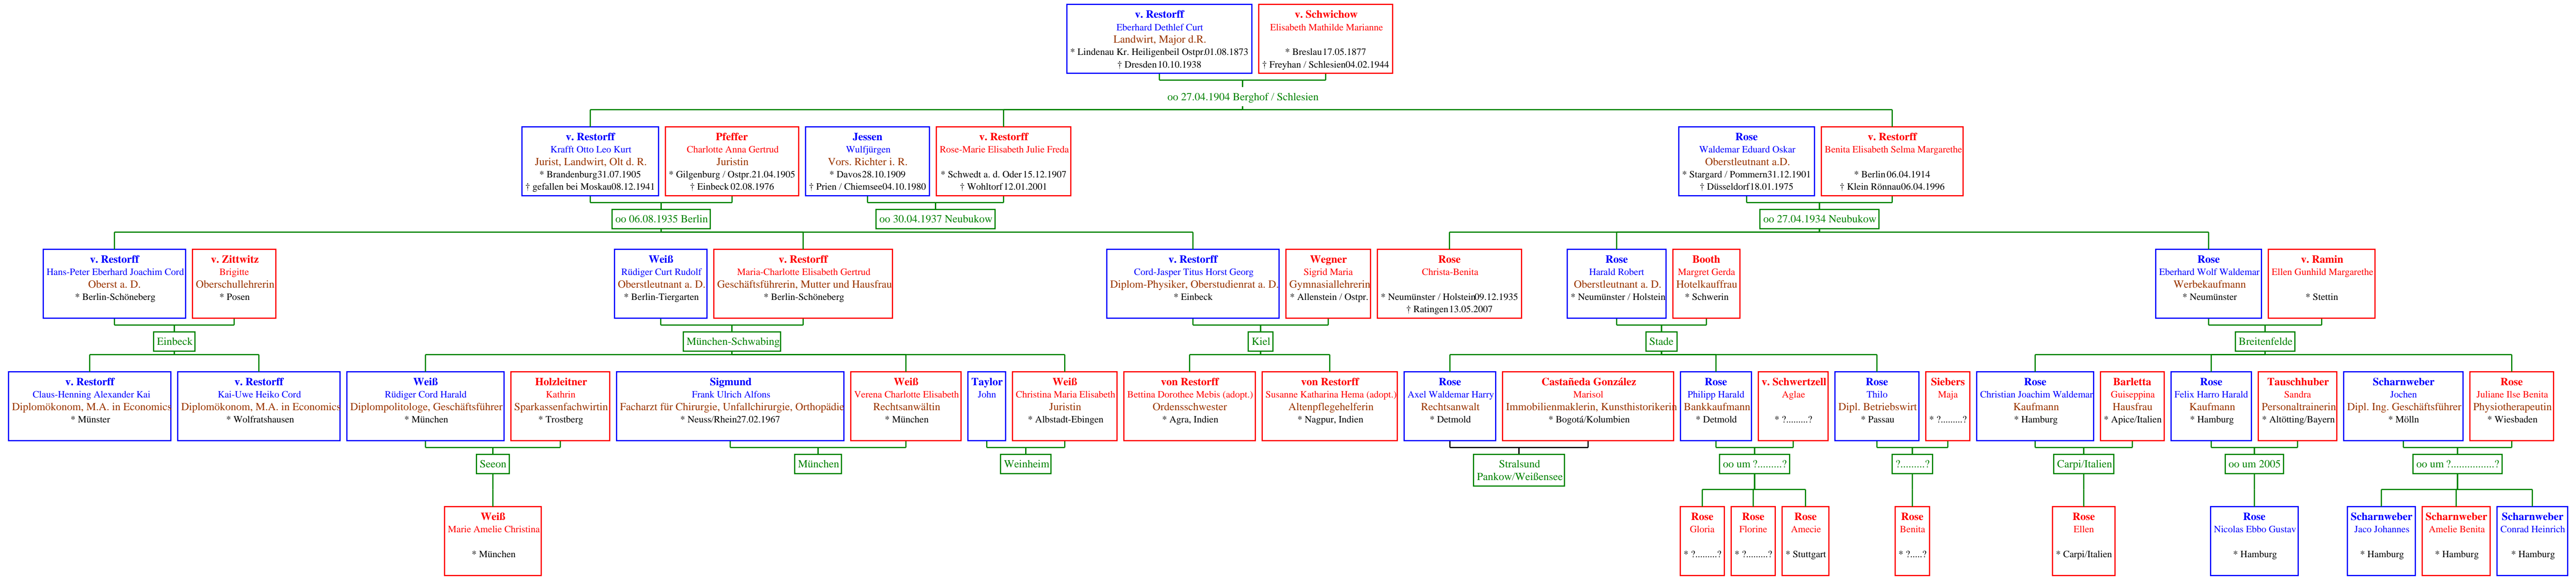 v. Restorff
Eberhard Dethlef Curt
Landwirt, Major d.R.
* Lindenau Kr. Heiligenbeil Ostpr.01.08.1873
† Dresden 10.10.1938
v. Schwichow
Elisabeth Mathilde Marianne
* Breslau 17.05.1877
† Freyhan / Schlesien04.02.1944
oo 27.04.1904 Berghof / Schlesien
v. Restorff
Krafft Otto Leo Kurt
Jurist, Landwirt, Olt d. R.
* Brandenburg31.07.1905
† gefallen bei Moskau08.12.1941
Pfeffer
Charlotte Anna Gertrud
Juristin
* Gilgenburg / Ostpr.21.04.1905
† Einbeck 02.08.1976
Jessen
Wulfjürgen
Vors. Richter i. R.
* Davos28.10.1909
† Prien / Chiemsee04.10.1980
v. Restorff
Rose-Marie Elisabeth Julie Freda
* Schwedt a. d. Oder 15.12.1907
† Wohltorf 12.01.2001
Rose
Waldemar Eduard Oskar
Oberstleutnant a.D.
* Stargard / Pommern31.12.1901
† Düsseldorf18.01.1975
v. Restorff
Benita Elisabeth Selma Margarethe
* Berlin 06.04.1914
† Klein Rönnau06.04.1996
oo 06.08.1935 Berlin
oo 30.04.1937 Neubukow
oo 27.04.1934 Neubukow
v. Restorff
Hans-Peter Eberhard Joachim Cord
Oberst a. D.
* Berlin-Schöneberg
v. Zittwitz
Brigitte
Oberschullehrerin
* Posen
Weiß
Rüdiger Curt Rudolf
Oberstleutnant a. D.
* Berlin-Tiergarten
v. Restorff
Maria-Charlotte Elisabeth Gertrud
Geschäftsführerin, Mutter und Hausfrau
* Berlin-Schöneberg
v. Restorff
Cord-Jasper Titus Horst Georg
Diplom-Physiker, Oberstudienrat a. D.
* Einbeck
Wegner
Sigrid Maria
Gymnasiallehrerin
* Allenstein / Ostpr.
Rose
Christa-Benita
* Neumünster / Holstein09.12.1935
† Ratingen 13.05.2007
Rose
Harald Robert
Oberstleutnant a. D.
* Neumünster / Holstein
Booth
Margret Gerda
Hotelkauffrau
* Schwerin
Rose
Eberhard Wolf Waldemar
Werbekaufmann
* Neumünster
v. Ramin
Ellen Gunhild Margarethe
* Stettin
Einbeck
München-Schwabing
Kiel
Stade
Breitenfelde
v. Restorff
Claus-Henning Alexander Kai
Diplomökonom, M.A. in Economics
* Münster
v. Restorff
Kai-Uwe Heiko Cord
Diplomökonom, M.A. in Economics
* Wolfratshausen
Weiß
Rüdiger Cord Harald
Diplompolitologe, Geschäftsführer
* München
Holzleitner
Kathrin
Sparkassenfachwirtin
* Trostberg
Sigmund
Frank Ulrich Alfons
Facharzt für Chirurgie, Unfallchirurgie, Orthopädie
* Neuss/Rhein27.02.1967
Weiß
Verena Charlotte Elisabeth
Rechtsanwältin
* München
Taylor
John
Weiß
Christina Maria Elisabeth
Juristin
* Albstadt-Ebingen
von Restorff
Bettina Dorothee Mebis (adopt.)
Ordensschwester
* Agra, Indien
von Restorff
Susanne Katharina Hema (adopt.)
Altenpflegehelferin
* Nagpur, Indien
Rose
Axel Waldemar Harry
Rechtsanwalt
* Detmold
Castañeda González
Marisol
Immobilienmaklerin, Kunsthistorikerin
* Bogotá/Kolumbien
Rose
Philipp Harald
Bankkaufmann
* Detmold
v. Schwertzell
Aglae
* ?.........?
Rose
Thilo
Dipl. Betriebswirt
* Passau
Siebers
Maja
* ?.........?
Rose
Christian Joachim Waldemar
Kaufmann
* Hamburg
Barletta
Guiseppina
Hausfrau
* Apice/Italien
Rose
Felix Harro Harald
Kaufmann
* Hamburg
Tauschhuber
Sandra
Personaltrainerin
* Altötting/Bayern
Scharnweber
Jochen
Dipl. Ing. Geschäftsführer
* Mölln
Rose
Juliane Ilse Benita
Physiotherapeutin
* Wiesbaden
Seeon
München
Weinheim
Stralsund
Pankow/Weißensee
oo um ?.........?
?.........?
Carpi/Italien
oo um 2005
oo um ?................?
Weiß
Marie Amelie Christina
* München
Rose
Gloria
* ?.........?
Rose
Florine
* ?.........?
Rose
Amecie
* Stuttgart
Rose
Benita
* ?.....?
Rose
Ellen
* Carpi/Italien
Rose
Nicolas Ebbo Gustav
* Hamburg
Scharnweber
Jaco Johannes
* Hamburg
Scharnweber
Amelie Benita
* Hamburg
Scharnweber
Conrad Heinrich
* Hamburg